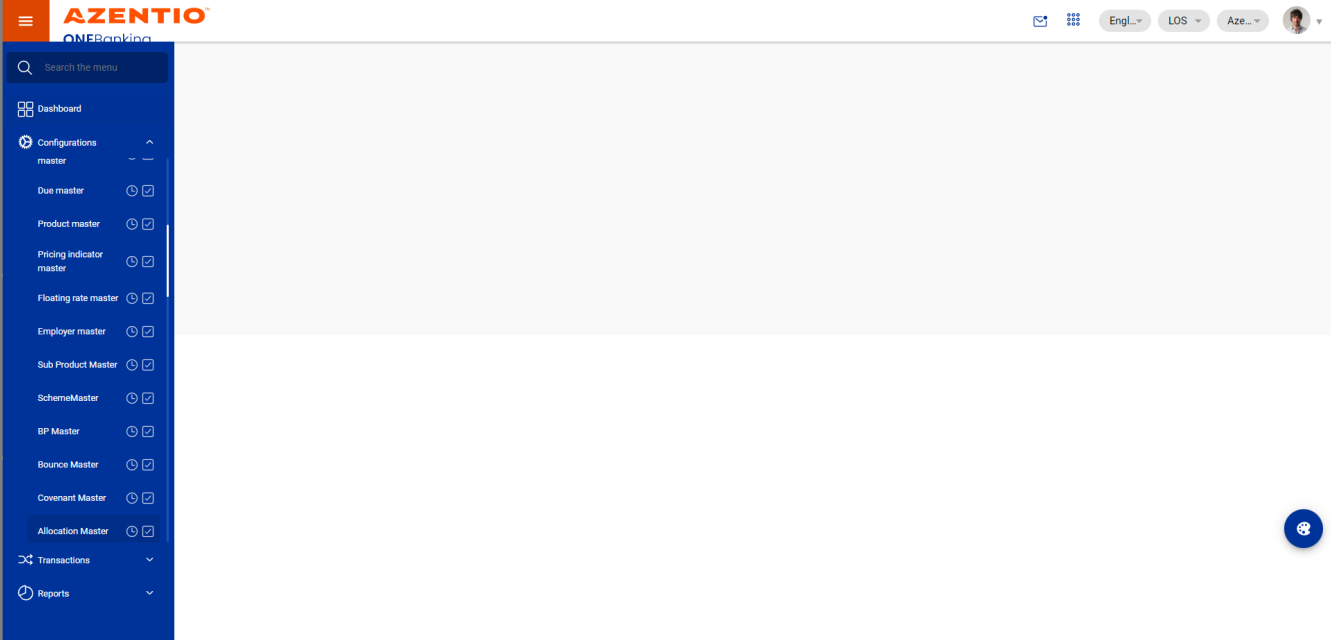 AZENTIO™
ONEBanking
Engl...
LOS
Aze...
Search the menu
Dashboard
Configurations
master
Due master
Product master
Pricing indicator
master
Floating rate master
Employer master
Sub Product Master
SchemeMaster
BP Master
Bounce Master
Covenant Master
Allocation Master
Transactions
Reports